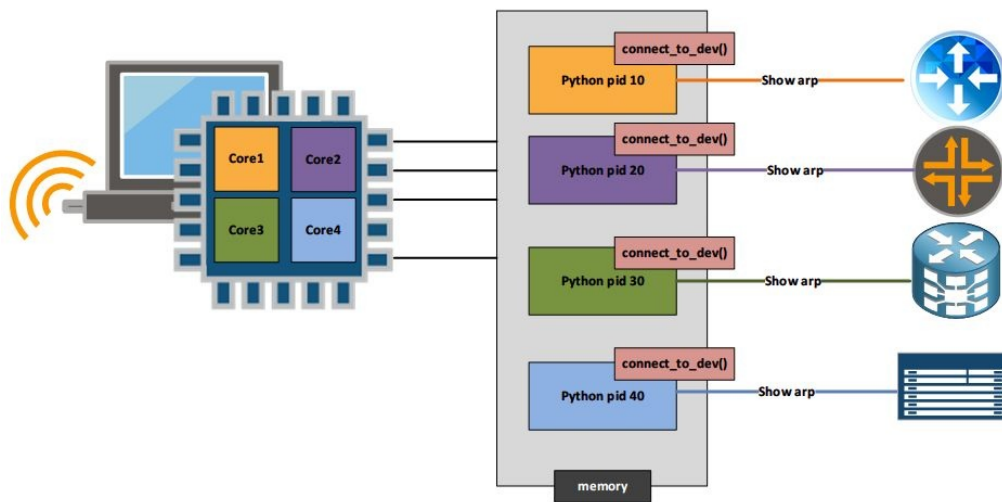 Core1
Core2
Core3
Core4
connect_to_dev()
Python pid 10
Show arp
connect_to_dev()
Python pid 20
Show arp
connect_to_dev()
Python pid 30
Show arp
connect_to_dev()
Python pid 40
Show arp
memory